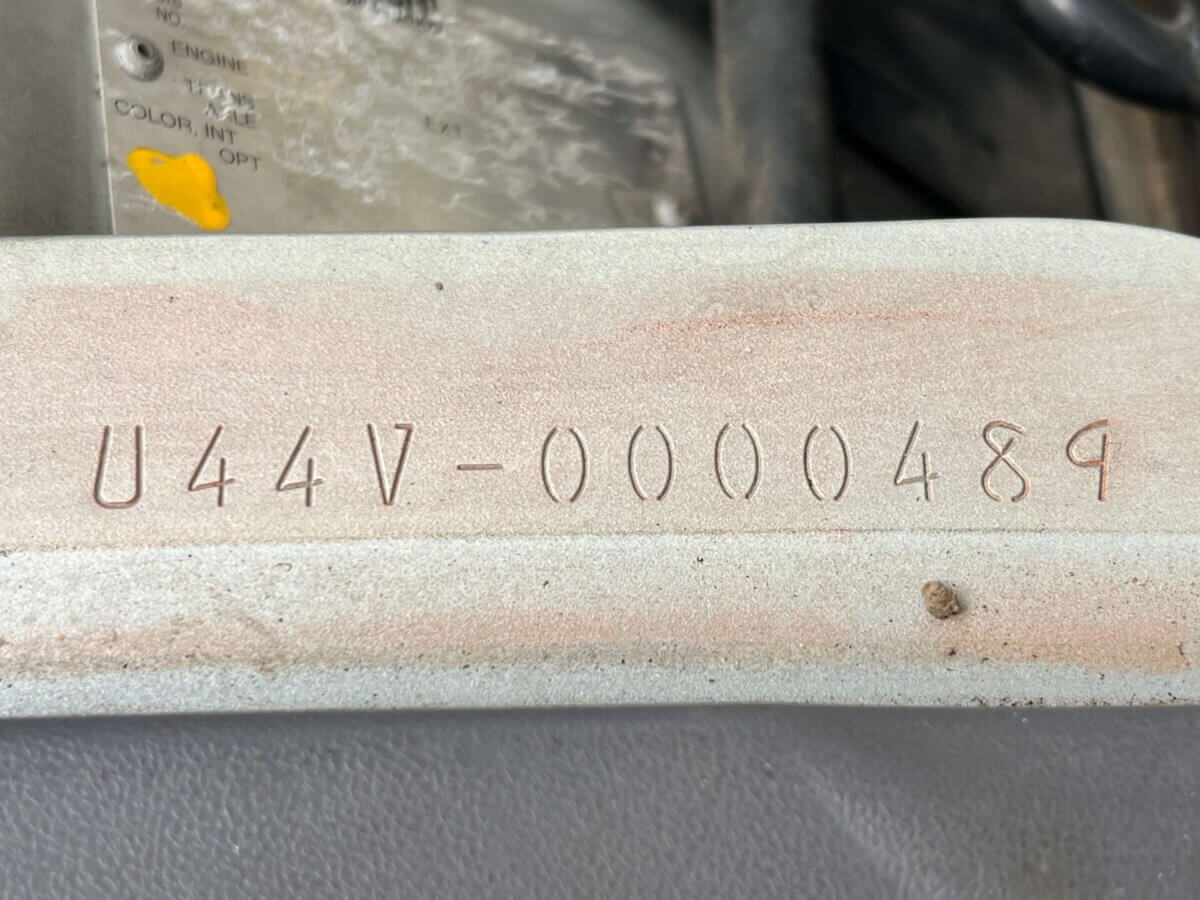 NO.
ENGINE
TRANS
AXLE
COLOR, INT
EXT
OPT
U44V-0000489